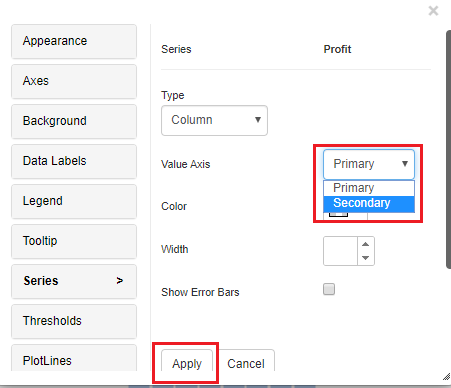 ×
Appearance
Axes
Background
Data Labels
Legend
Tooltip
Series >
Thresholds
PlotLines
Series Profit
Type
Column
Value Axis Primary
Primary
Secondary
Color
Width
Show Error Bars
Apply Cancel